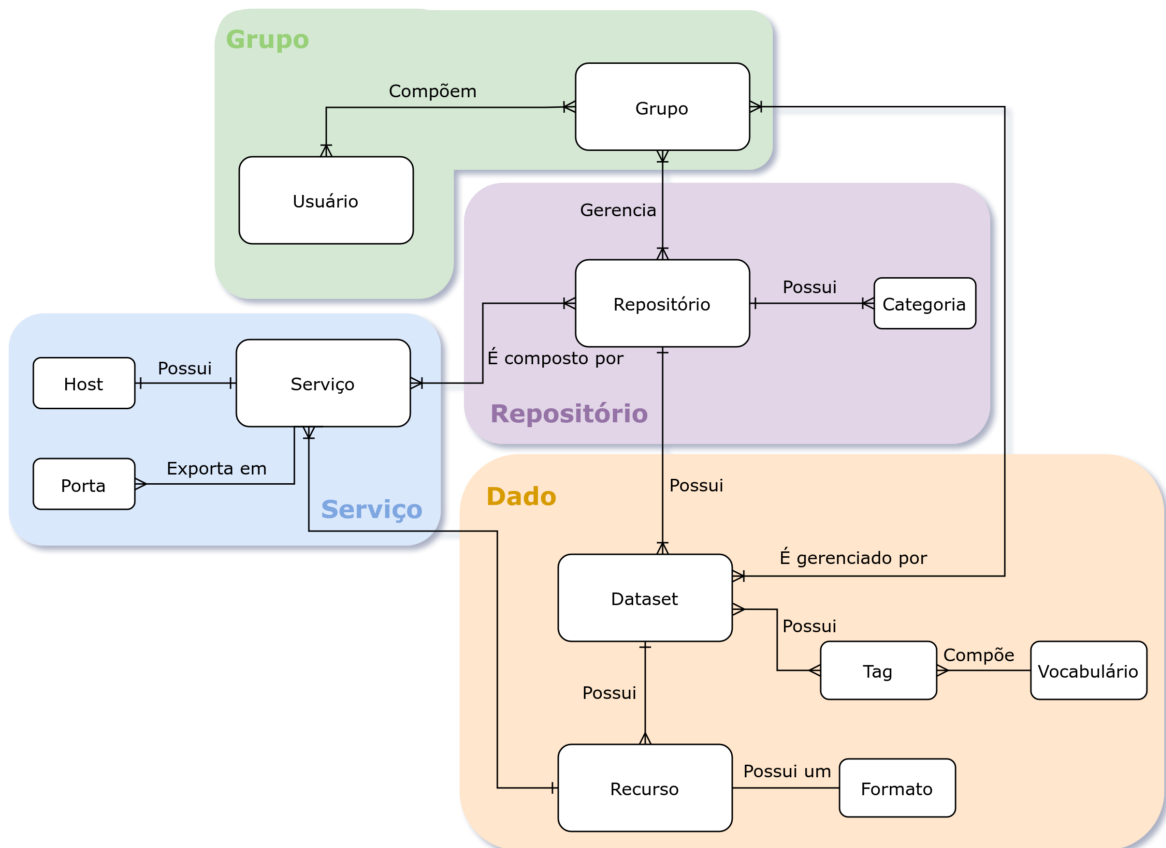 Grupo
Compõem
Grupo
Usuário
Gerencia
Repositório
Possui
Categoria
É composto por
Repositório
Host
Possui
Serviço
Porta
Exporta em
Serviço
Possui
Dado
É gerenciado por
Dataset
Possui
Tag
Compõe
Vocabulário
Possui
Recurso
Possui um
Formato